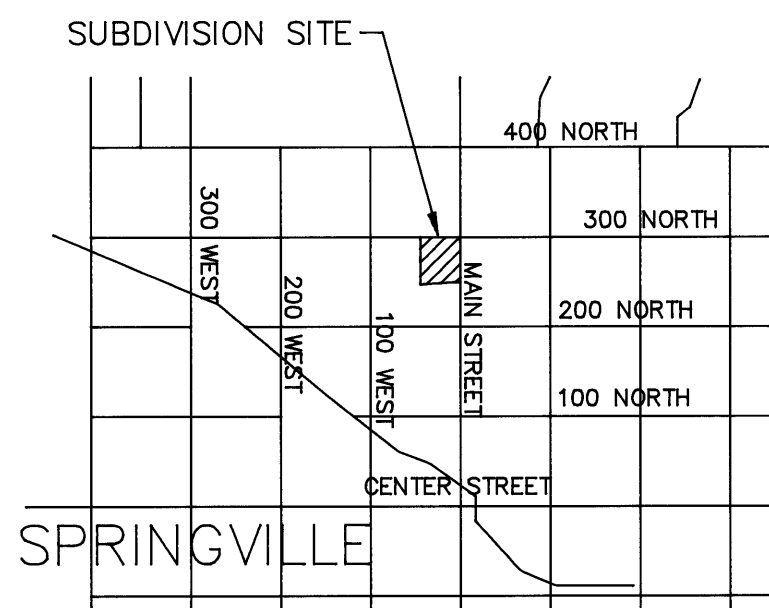 SUBDIVISION SITE
400 NORTH
300 NORTH
300 WEST
MAIN STREET
200 WEST
200 NORTH
100 WEST
100 NORTH
CENTER STREET
SPRINGVILLE